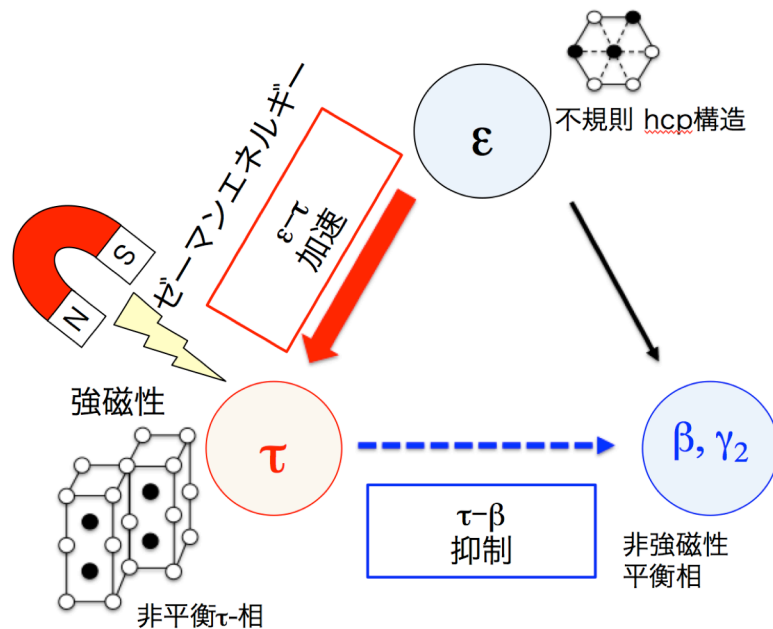 ε
不規則 hcp構造
ゼーマンエネルギー
ε-τ
加速
S
N
強磁性
τ
β, γ2
τ-β
抑制
非強磁性
平衡相
非平衡τ-相